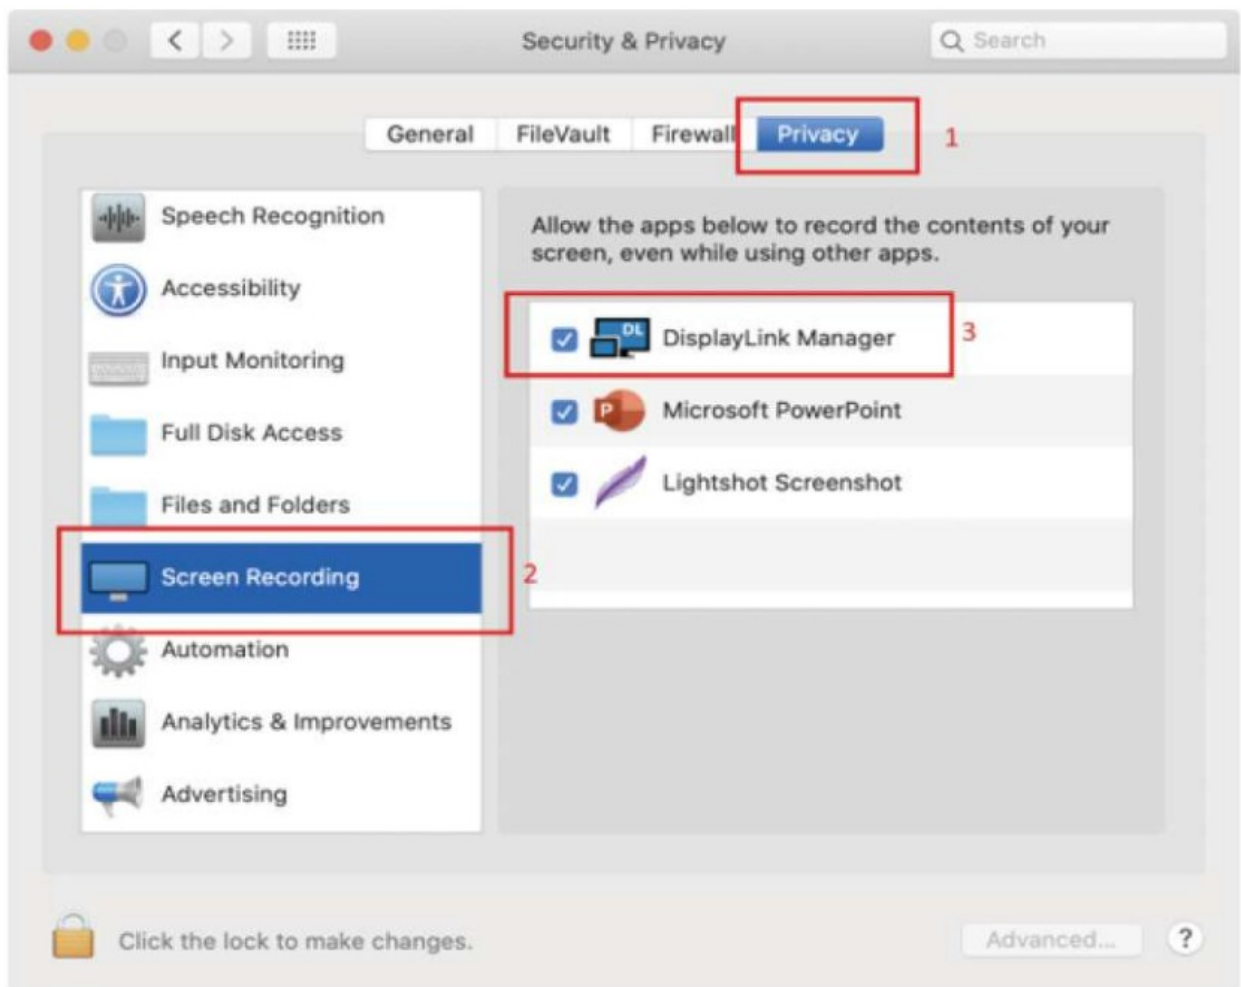 Security & Privacy
Search
General
FileVault
Firewall
Privacy
1
Speech Recognition
Accessibility
Input Monitoring
Full Disk Access
Files and Folders
Screen Recording
2
Automation
Analytics & Improvements
Advertising
Allow the apps below to record the contents of your
screen, even while using other apps.
DL
DisplayLink Manager
3
P
Microsoft PowerPoint
Lightshot Screenshot
Click the lock to make changes.
Advanced...
?